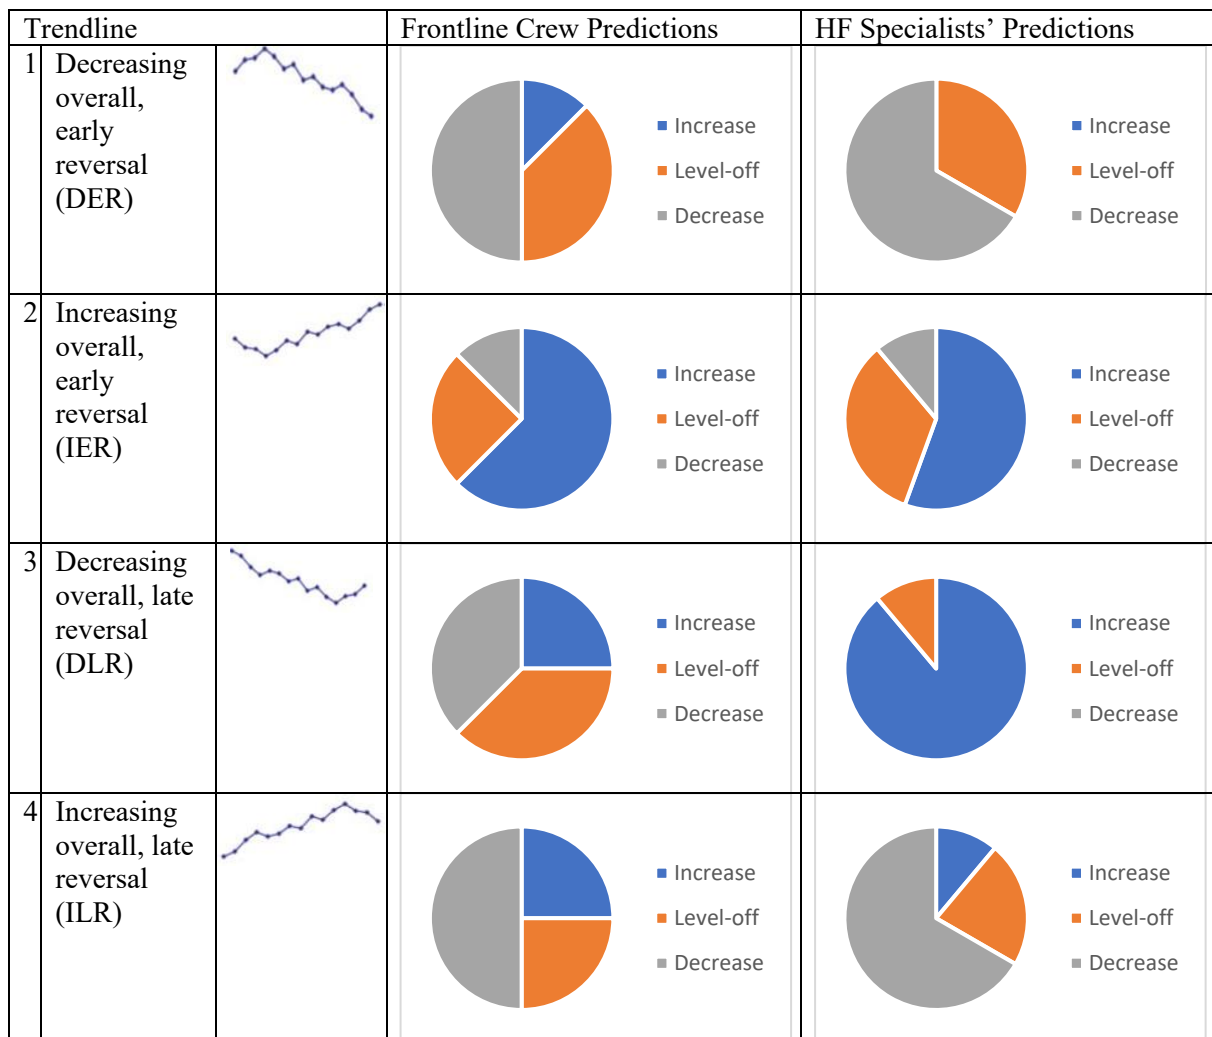 Trendline
Frontline Crew Predictions
HF Specialists' Predictions
1
Decreasing
overall,
early
reversal
(DER)
Increase
Level-off
Decrease
Increase
Level-off
Decrease
2
Increasing
overall,
early
reversal
(IER)
Increase
Level-off
Decrease
Increase
Level-off
Decrease
3
Decreasing
overall, late
reversal
(DLR)
Increase
Level-off
Decrease
Increase
Level-off
Decrease
4
Increasing
overall, late
reversal
(ILR)
Increase
Level-off
Decrease
Increase
Level-off
Decrease